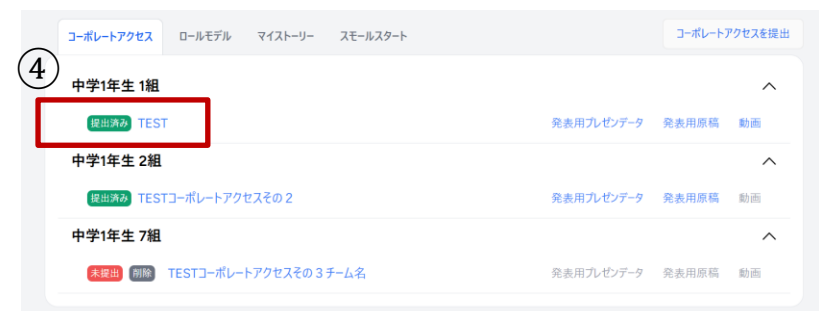 コーポレートアクセス ロールモデル マイストーリー スモールスタート コーポレートアクセスを提出
④
中学1年生 1組
提出済み TEST 発表用プレゼンデータ 発表用原稿 動画
中学1年生 2組
提出済み TESTコーポレートアクセスその2 発表用プレゼンデータ 発表用原稿 動画
中学1年生 7組
未提出 削除 TESTコーポレートアクセスその3チーム名 発表用プレゼンデータ 発表用原稿 動画